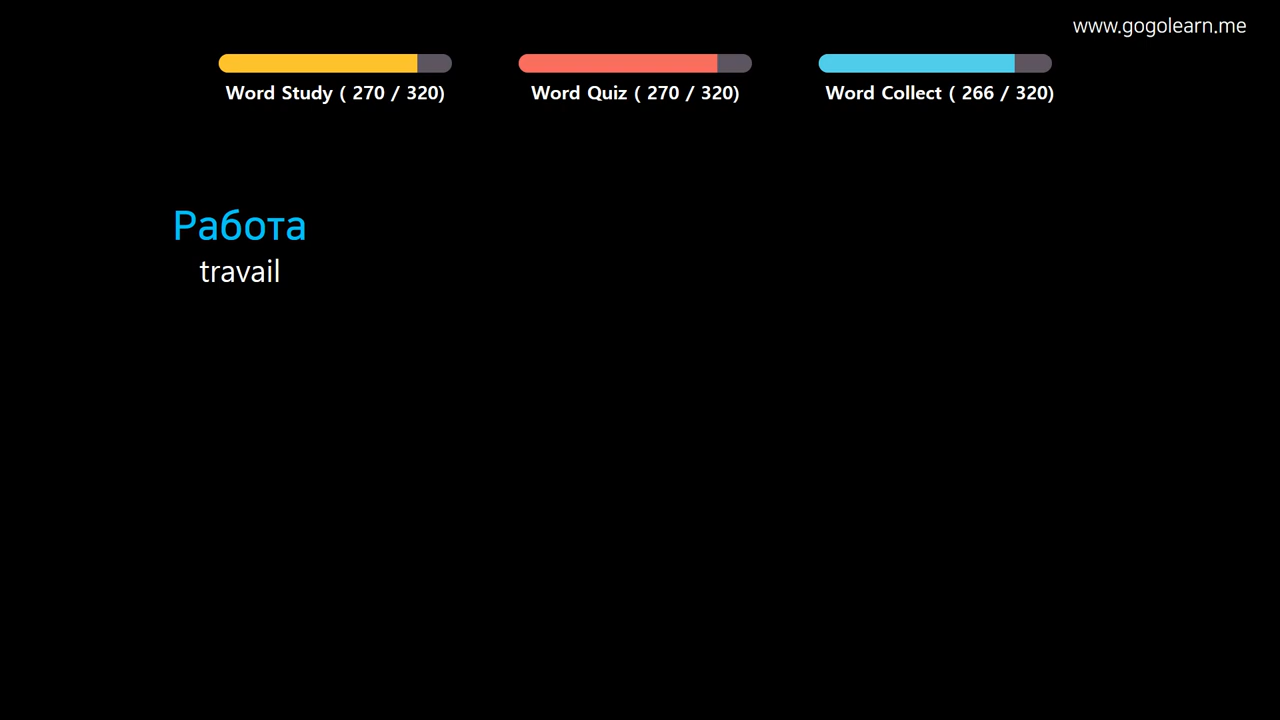 www.gogolearn.me
Word Study ( 270 / 320)
Word Quiz ( 270 / 320)
Word Collect ( 266 / 320)
Работа
travail